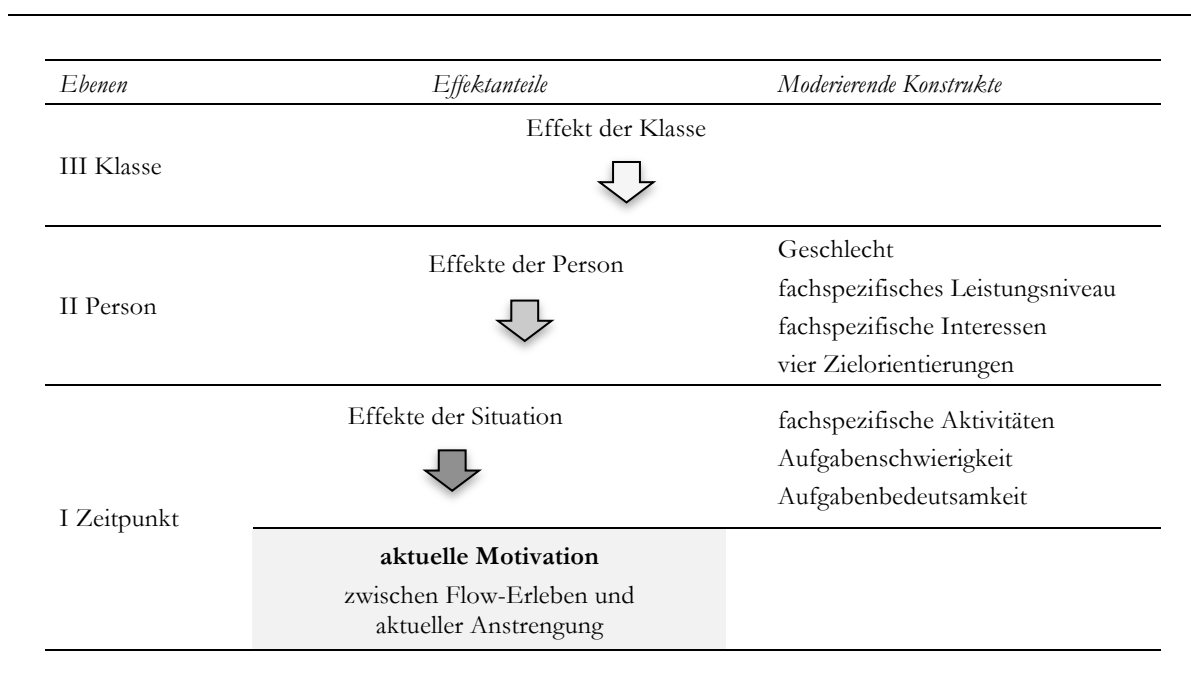 Ebenen Effektanteile Moderierende Konstrukte
Effekt der Klasse
III Klasse
Effekte der Person
II Person
Geschlecht
fachspezifisches Leistungsniveau
fachspezifische Interessen
vier Zielorientierungen
Effekte der Situation
fachspezifische Aktivitäten
Aufgabenschwierigkeit
Aufgabenbedeutsamkeit
I Zeitpunkt
aktuelle Motivation
zwischen Flow-Erleben und
aktueller Anstrengung